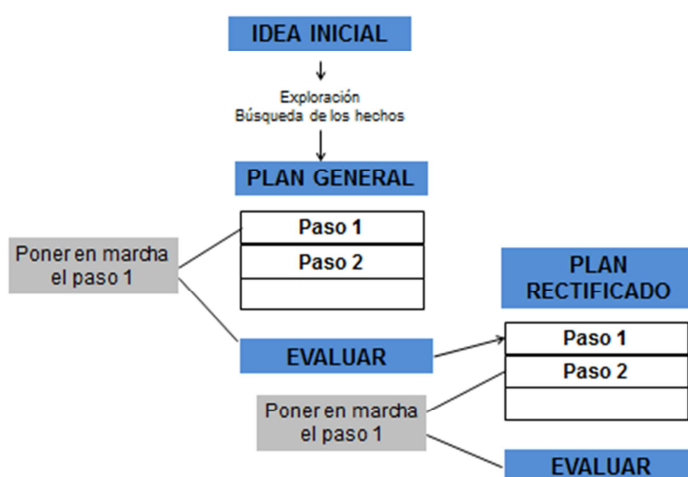 IDEA INICIAL
Exploración
Búsqueda de los hechos
PLAN GENERAL
Paso 1
Paso 2
Poner en marcha
el paso 1
EVALUAR
PLAN
RECTIFICADO
Paso 1
Paso 2
Poner en marcha
el paso 1
EVALUAR